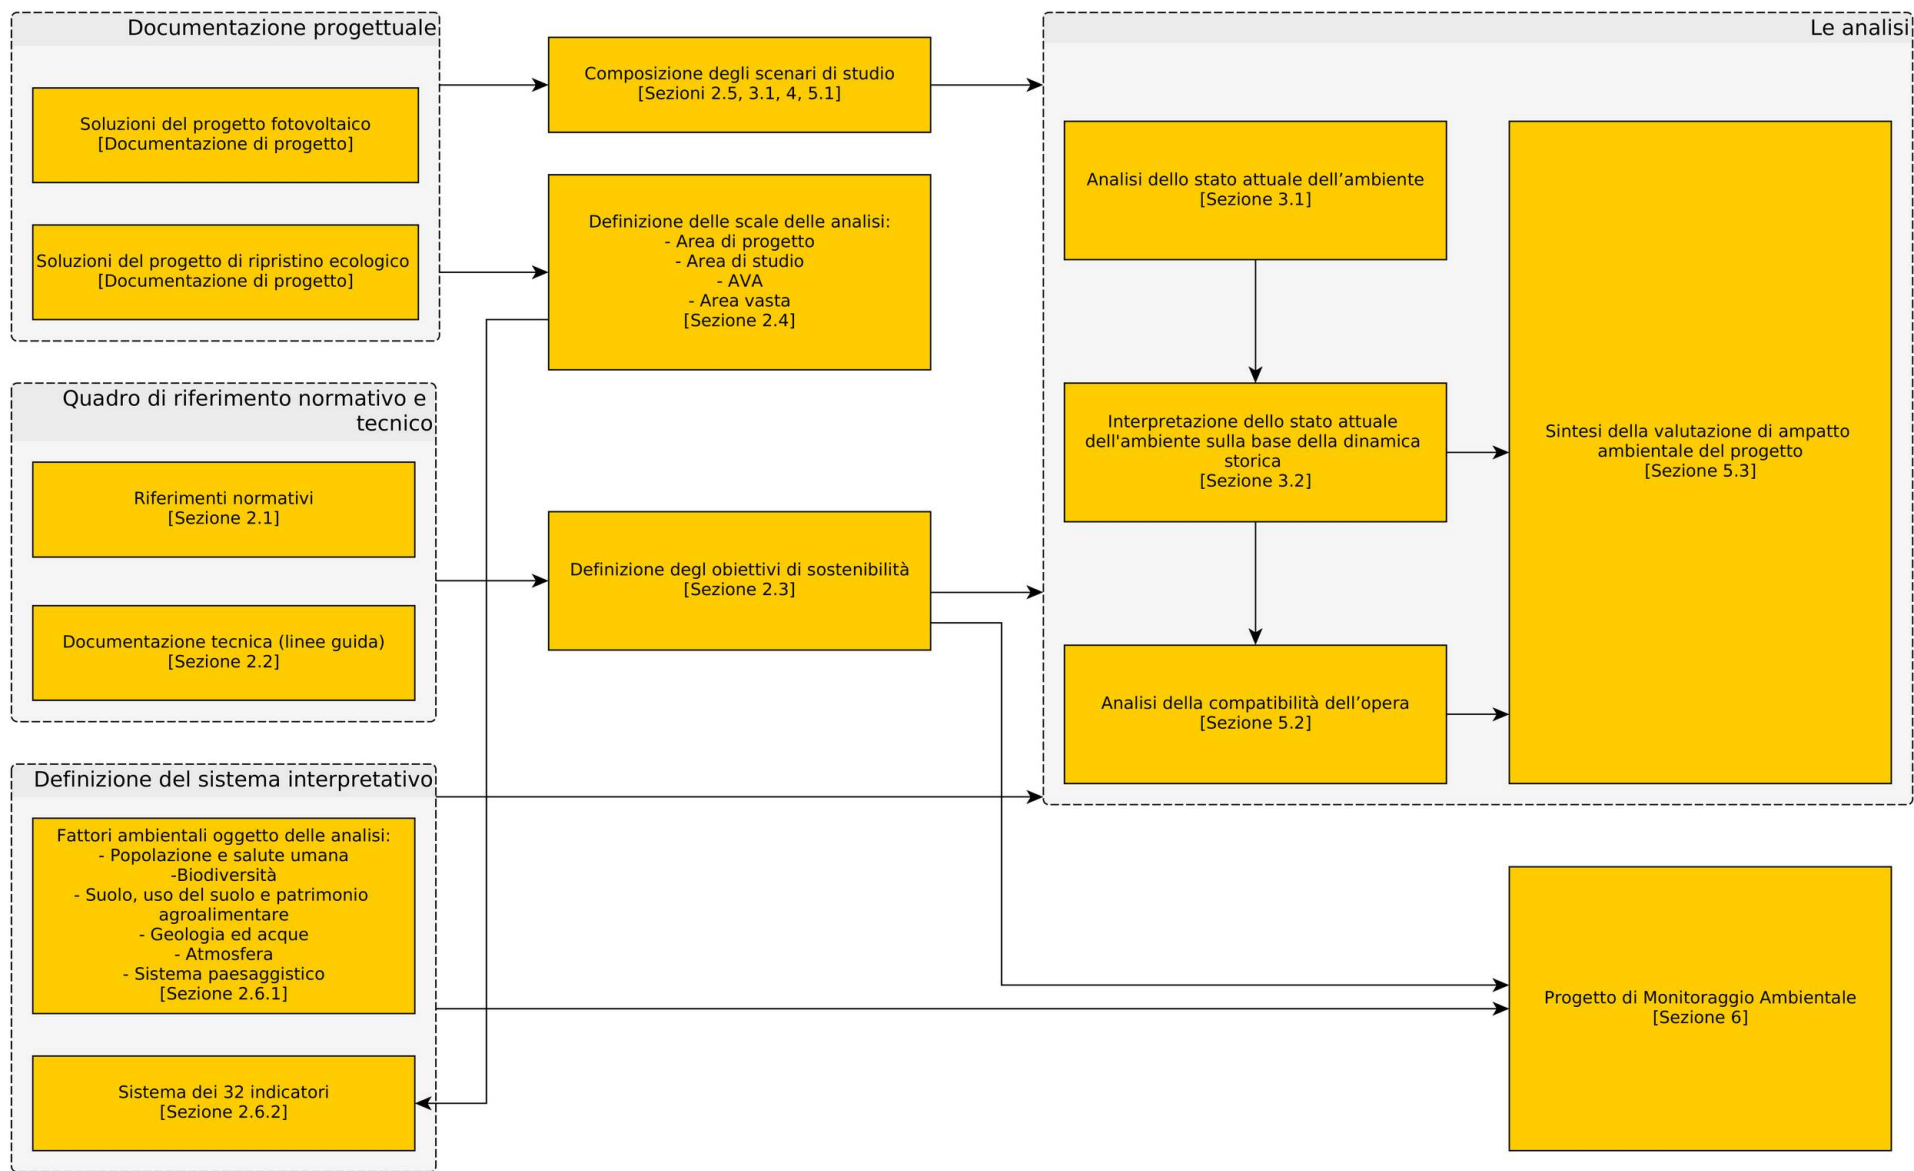 Documentazione progettuale
Soluzioni del progetto fotovoltaico
[Documentazione di progetto]
Soluzioni del progetto di ripristino ecologico
[Documentazione di progetto]
Quadro di riferimento normativo e
tecnico
Riferimenti normativi
[Sezione 2.1]
Documentazione tecnica (linee guida)
[Sezione 2.2]
Definizione del sistema interpretativo
Fattori ambientali oggetto delle analisi:
- Popolazione e salute umana
-Biodiversità
- Suolo, uso del suolo e patrimonio
agroalimentare
- Geologia ed acque
- Atmosfera
- Sistema paesaggistico
[Sezione 2.6.1]
Sistema dei 32 indicatori
[Sezione 2.6.2]
Composizione degli scenari di studio
[Sezioni 2.5, 3.1, 4, 5.1]
Definizione delle scale delle analisi:
- Area di progetto
- Area di studio
- AVA
- Area vasta
[Sezione 2.4]
Definizione degl obiettivi di sostenibilità
[Sezione 2.3]
Le analisi
Analisi dello stato attuale dell’ambiente
[Sezione 3.1]
Interpretazione dello stato attuale
dell'ambiente sulla base della dinamica
storica
[Sezione 3.2]
Analisi della compatibilità dell’opera
[Sezione 5.2]
Sintesi della valutazione di ampatto
ambientale del progetto
[Sezione 5.3]
Progetto di Monitoraggio Ambientale
[Sezione 6]